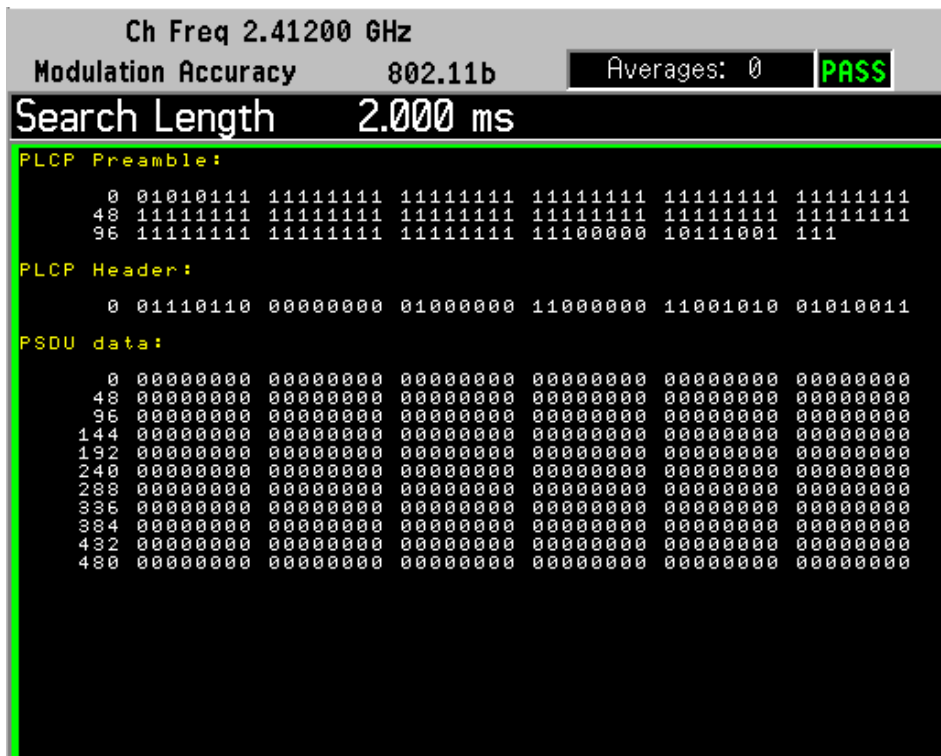 Ch Freq 2.41200 GHz
Modulation Accuracy 802.11b Averages: 0 PASS
Search Length 2.000 ms
PLCP Preamble:
0 01010111 11111111 11111111 11111111 11111111 11111111
48 11111111 11111111 11111111 11111111 11111111 11111111
96 11111111 11111111 11111111 11100000 10111001 111
PLCP Header:
0 01110110 00000000 01000000 11000000 11001010 01010011
PSDU data:
0 00000000 00000000 00000000 00000000 00000000 00000000
48 00000000 00000000 00000000 00000000 00000000 00000000
96 00000000 00000000 00000000 00000000 00000000 00000000
144 00000000 00000000 00000000 00000000 00000000 00000000
192 00000000 00000000 00000000 00000000 00000000 00000000
240 00000000 00000000 00000000 00000000 00000000 00000000
288 00000000 00000000 00000000 00000000 00000000 00000000
336 00000000 00000000 00000000 00000000 00000000 00000000
384 00000000 00000000 00000000 00000000 00000000 00000000
432 00000000 00000000 00000000 00000000 00000000 00000000
480 00000000 00000000 00000000 00000000 00000000 00000000